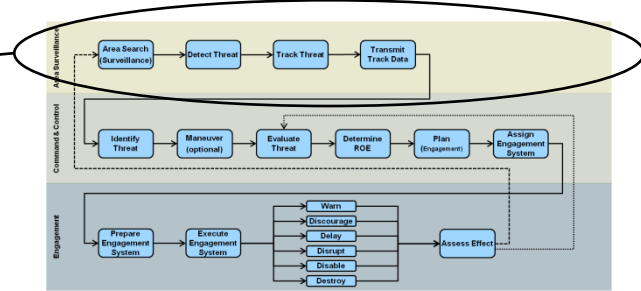 Area Surveillance
Area Search
(Surveillance)
Detect Threat
Track Threat
Transmit
Track Data
Command & Control
Identify
Threat
Maneuver
(optional)
Evaluate
Threat
Determine
ROE
Plan
(Engagement)
Assign
Engagement
System
Engagement
Prepare
Engagement
System
Execute
Engagement
System
Warn
Discourage
Delay
Disrupt
Disable
Destroy
Assess Effect